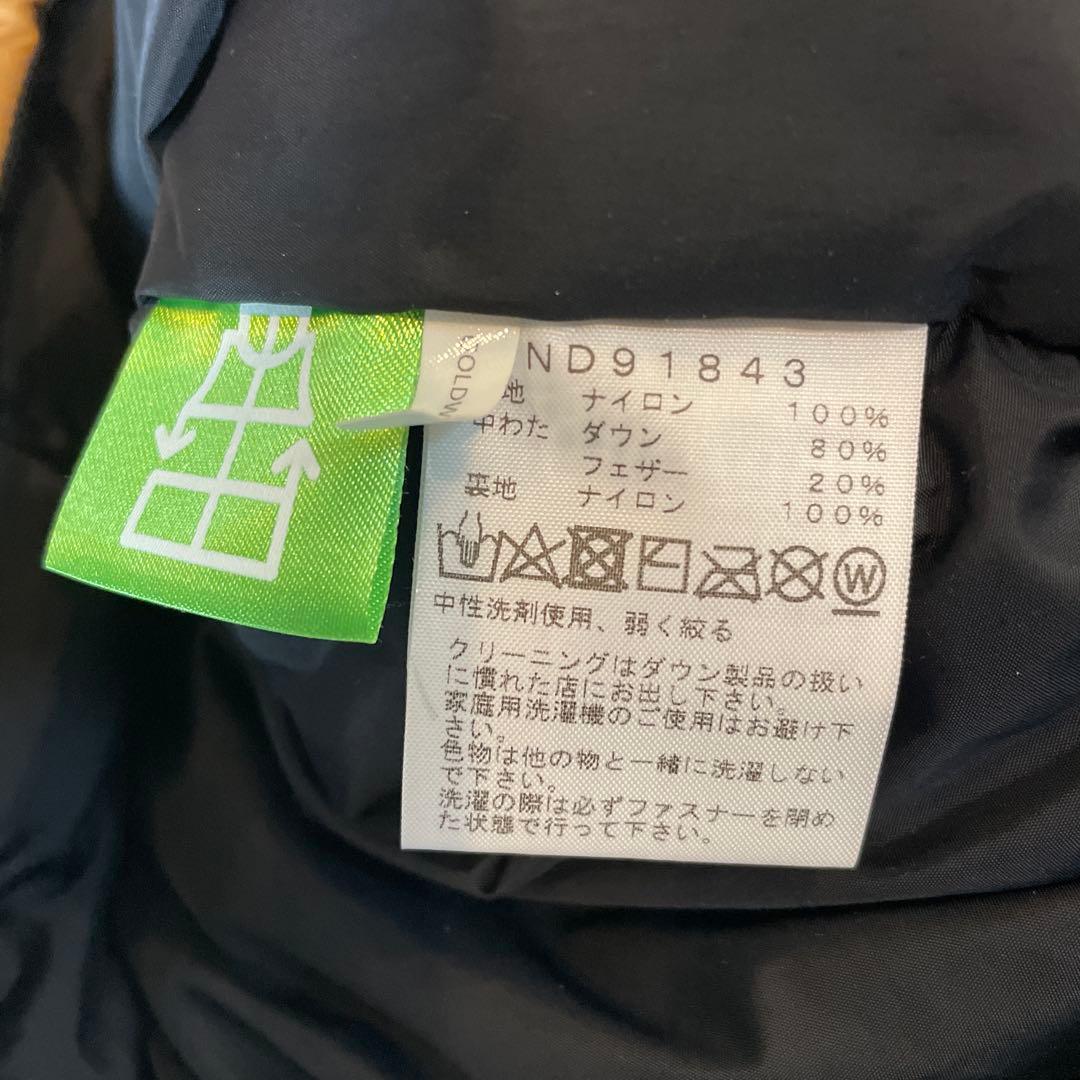 COLDW
ND91843
地 ナイロン 100%
中わた ダウン 80%
フェザー 20%
裏地 ナイロン 100%
W
中性洗剤使用、弱く絞る
クリーニングはダウン製品の扱い
に慣れた店にお出し下さい。
家庭用洗濯機のご使用はお避け下
さい。
色物は他の物と一緒に洗濯しない
で下さい。
洗濯の際は必ずファスナーを閉め
た状態で行って下さい。